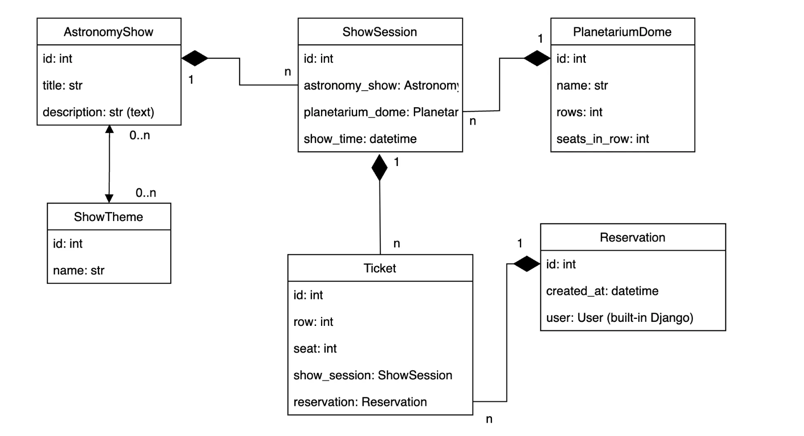 AstronomyShow
id: int
title: str
description: str (text)
1
0..n
0..n
ShowTheme
id: int
name: str
ShowSession
id: int
astronomy_show: Astronomy
planetarium_dome: Planetar
show_time: datetime
n
n
1
n
PlanetariumDome
1
id: int
name: str
rows: int
seats_in_row: int
Ticket
id: int
row: int
seat: int
show_session: ShowSession
reservation: Reservation
n
Reservation
1
id: int
created_at: datetime
user: User (built-in Django)